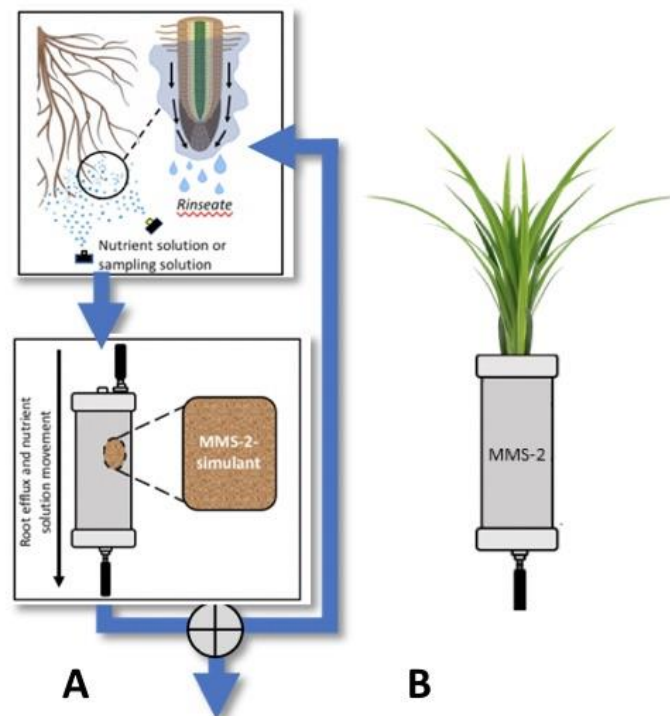 Rinseate
Nutrient solution or
sampling solution
Root efflux and nutrient
solution movement
MMS-2-
simulant
MMS-2
A
B